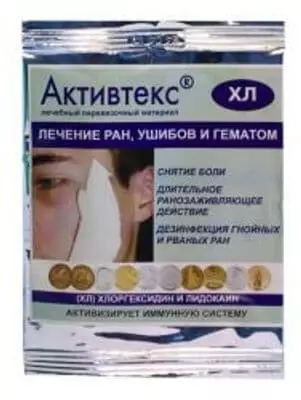 Активтекс®
ХЛ
лечебный перевязочный материал
ЛЕЧЕНИЕ РАН, УШИБОВ И ГЕМАТОМ
СНЯТИЕ БОЛИ
ДЛИТЕЛЬНОЕ
РАНОЗАЖИВЛЯЮЩЕЕ
ДЕЙСТВИЕ
ДЕЗИНФЕКЦИЯ ГНОЙНЫХ
И РВАНЫХ РАН
(ХЛ) ХЛОРГЕКСИДИН И ЛИДОКАИН
АКТИВИЗИРУЕТ ИММУННУЮ СИСТЕМУ